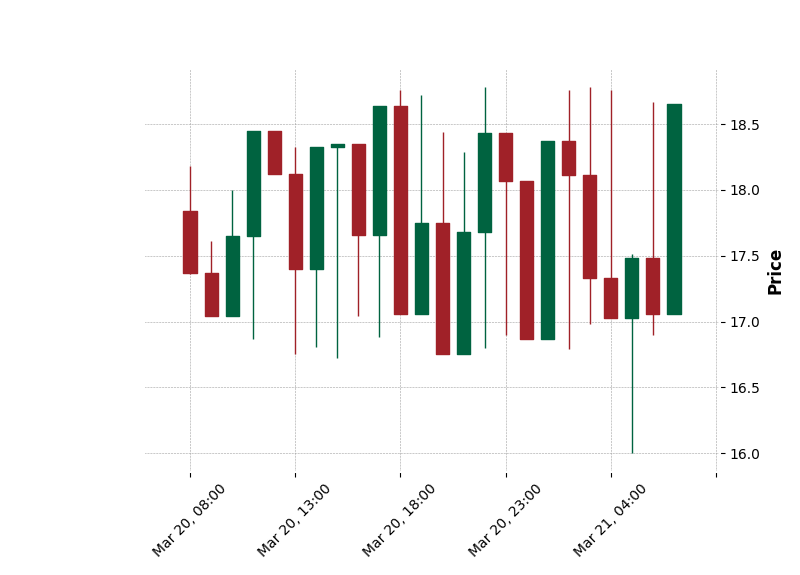 18.5
18.0
17.5
17.0
16.5
16.0
Price
Mar 20, 08:00
Mar 20, 13:00
Mar 20, 18:00
Mar 20, 23:00
Mar 21, 04:00